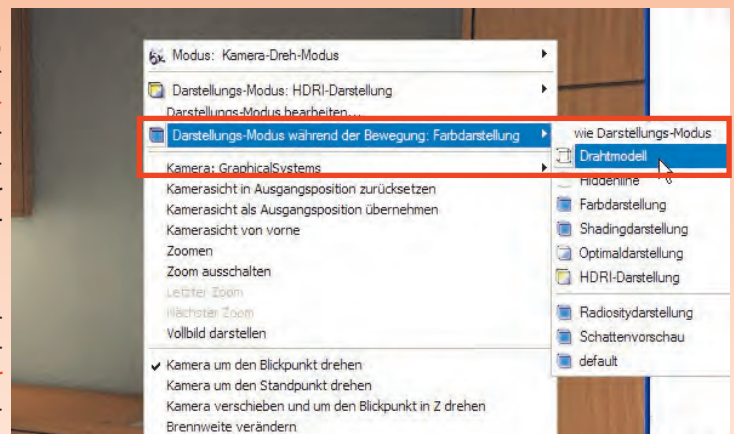 Modus: Kamera-Dreh-Modus
Darstellungs-Modus: HDRI-Darstellung
Darstellungs-Modus bearbeiten...
Darstellungs-Modus während der Bewegung: Farbdarstellung
Kamera: GraphicalSystems
Kamerasicht in Ausgangsposition zurücksetzen
Kamerasicht als Ausgangsposition übernehmen
Kamerasicht von vorne
Zoomen
Zoom ausschalten
Letzter Zoom
Nächster Zoom
Vollbild darstellen
Kamera um den Blickpunkt drehen
Kamera um den Standpunkt drehen
Kamera verschieben und um den Blickpunkt in Z drehen
Brennweite verändern
wie Darstellungs-Modus
Drahtmodell
Hiddenline
Farbdarstellung
Shadingdarstellung
Optimaldarstellung
HDRI-Darstellung
Radiositydarstellung
Schattenvorschau
default